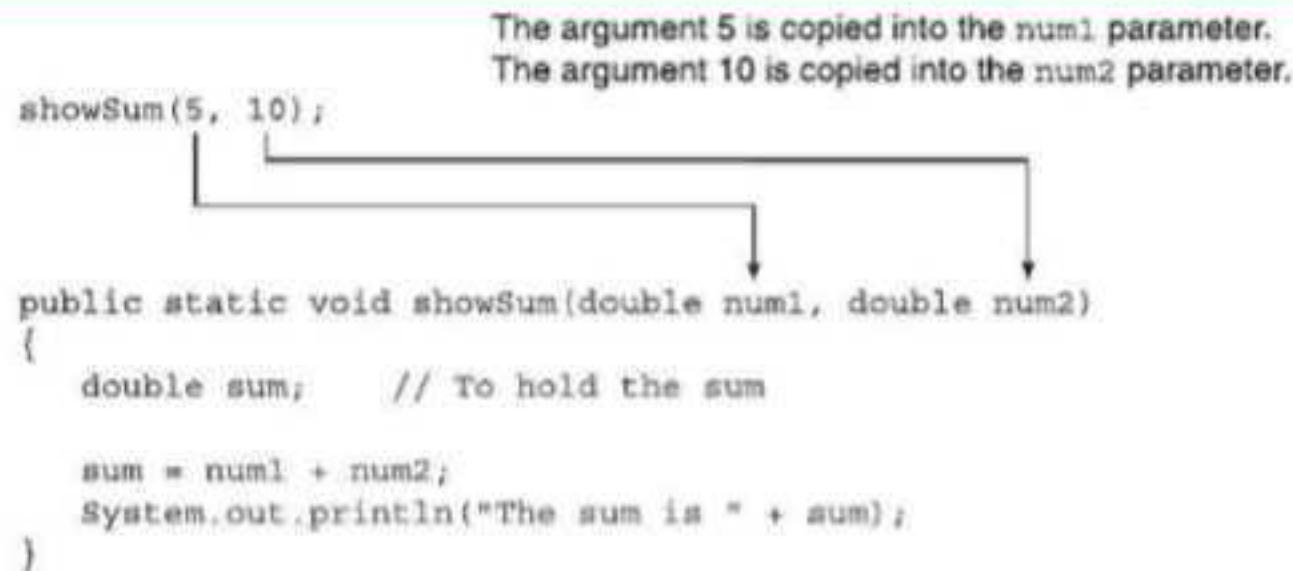 The argument 5 is copied into the num1 parameter.
The argument 10 is copied into the num2 parameter.
showSum(5, 10);
public static void showSum(double num1, double num2)
{
double sum; // To hold the sum
sum = num1 + num2;
System.out.println("The sum is " + sum);
}